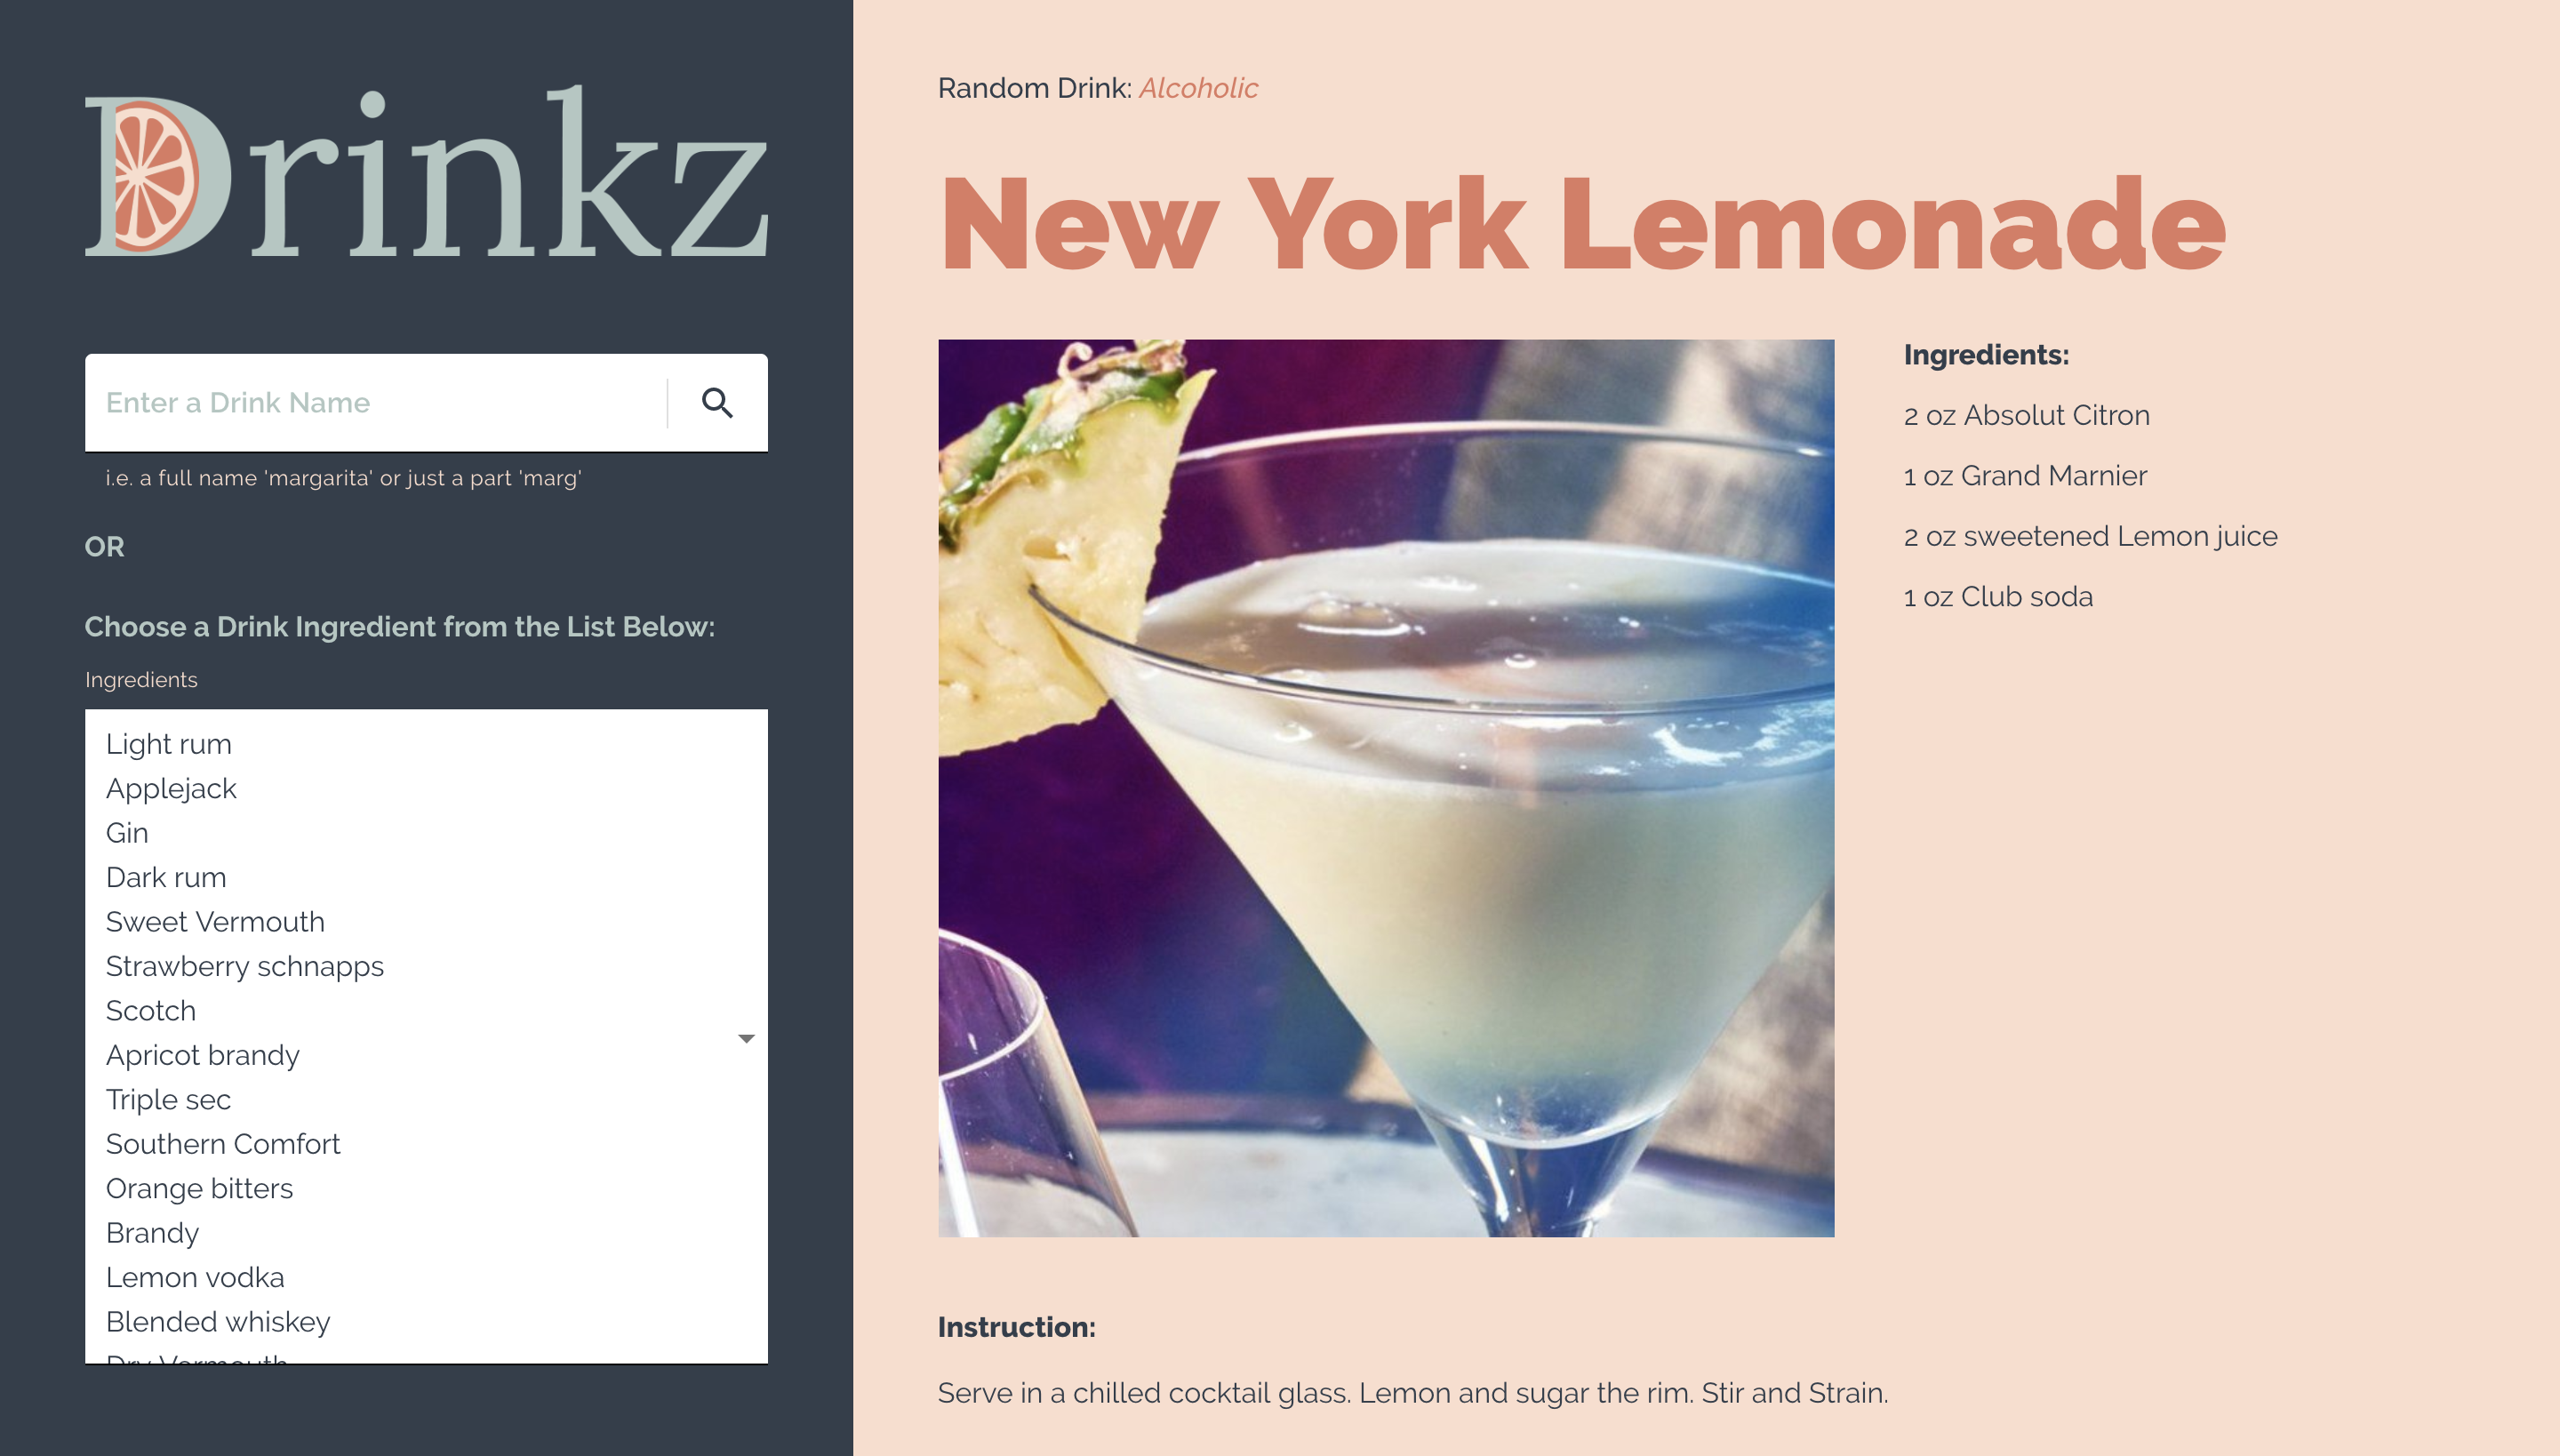 Drinkz
Enter a Drink Name
i.e. a full name 'margarita' or just a part 'marg'
OR
Choose a Drink Ingredient from the List Below:
Ingredients
Light rum
Applejack
Gin
Dark rum
Sweet Vermouth
Strawberry schnapps
Scotch
Apricot brandy
Triple sec
Southern Comfort
Orange bitters
Brandy
Lemon vodka
Blended whiskey
Dry Vermouth
Random Drink: Alcoholic
New York Lemonade
Ingredients:
2 oz Absolut Citron
1 oz Grand Marnier
2 oz sweetened Lemon juice
1 oz Club soda
Instruction:
Serve in a chilled cocktail glass. Lemon and sugar the rim. Stir and Strain.